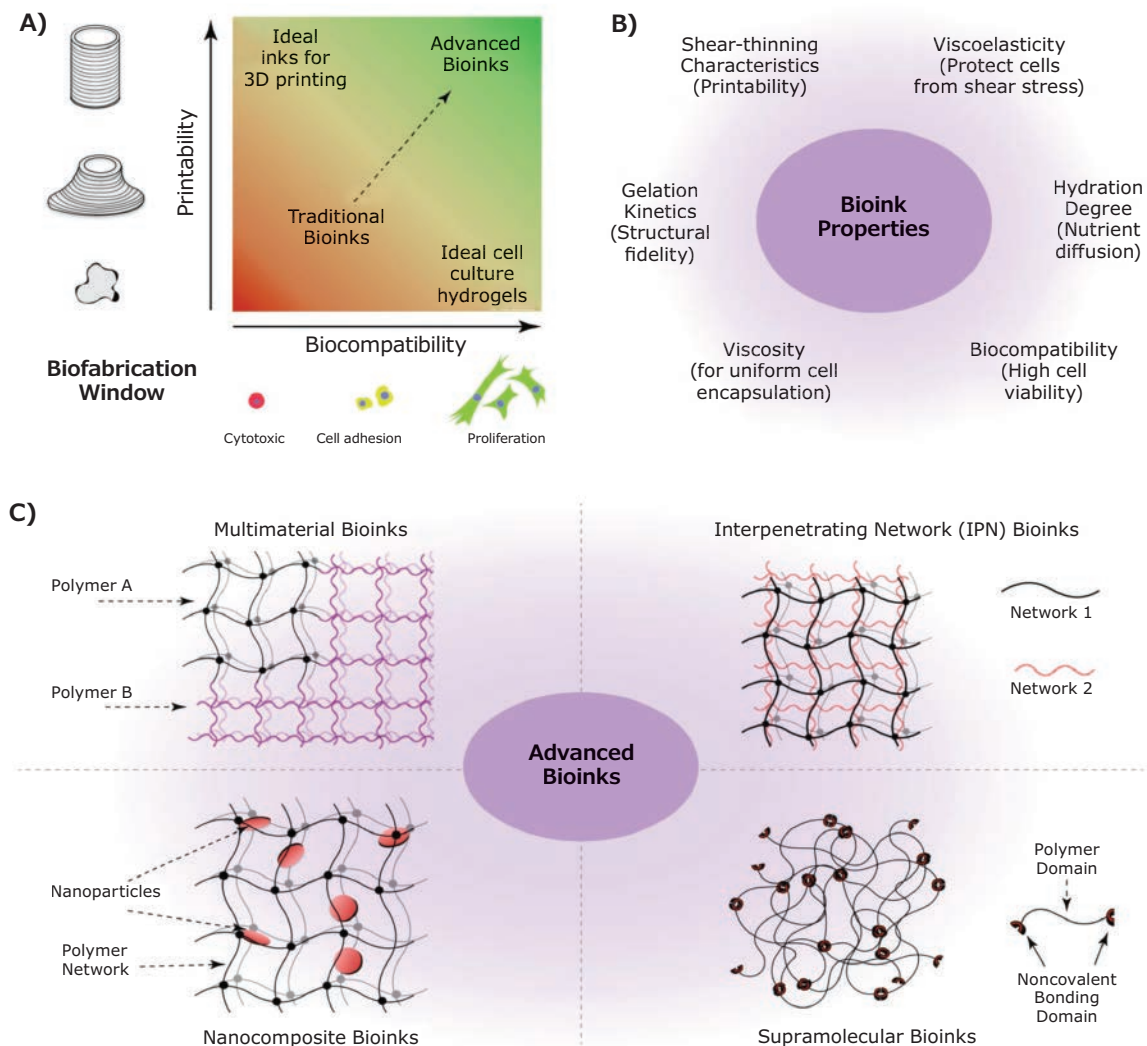 A)
Ideal
inks for
3D printing
Advanced
Bioinks
Printability
Traditional
Bioinks
Ideal cell
culture
hydrogels
Biocompatibility
Biofabrication
Window
Cytotoxic
Cell adhesion
Proliferation
B)
Shear-thinning
Characteristics
(Printability)
Viscoelasticity
(Protect cells
from shear stress)
Gelation
Kinetics
(Structural
fidelity)
Bioink
Properties
Hydration
Degree
(Nutrient
diffusion)
Viscosity
(for uniform cell
encapsulation)
Biocompatibility
(High cell
viability)
C)
Multimaterial Bioinks
Polymer A
Polymer B
Interpenetrating Network (IPN) Bioinks
Network 1
Network 2
Advanced
Bioinks
Nanoparticles
Polymer
Network
Nanocomposite Bioinks
Polymer
Domain
Noncovalent
Bonding
Domain
Supramolecular Bioinks